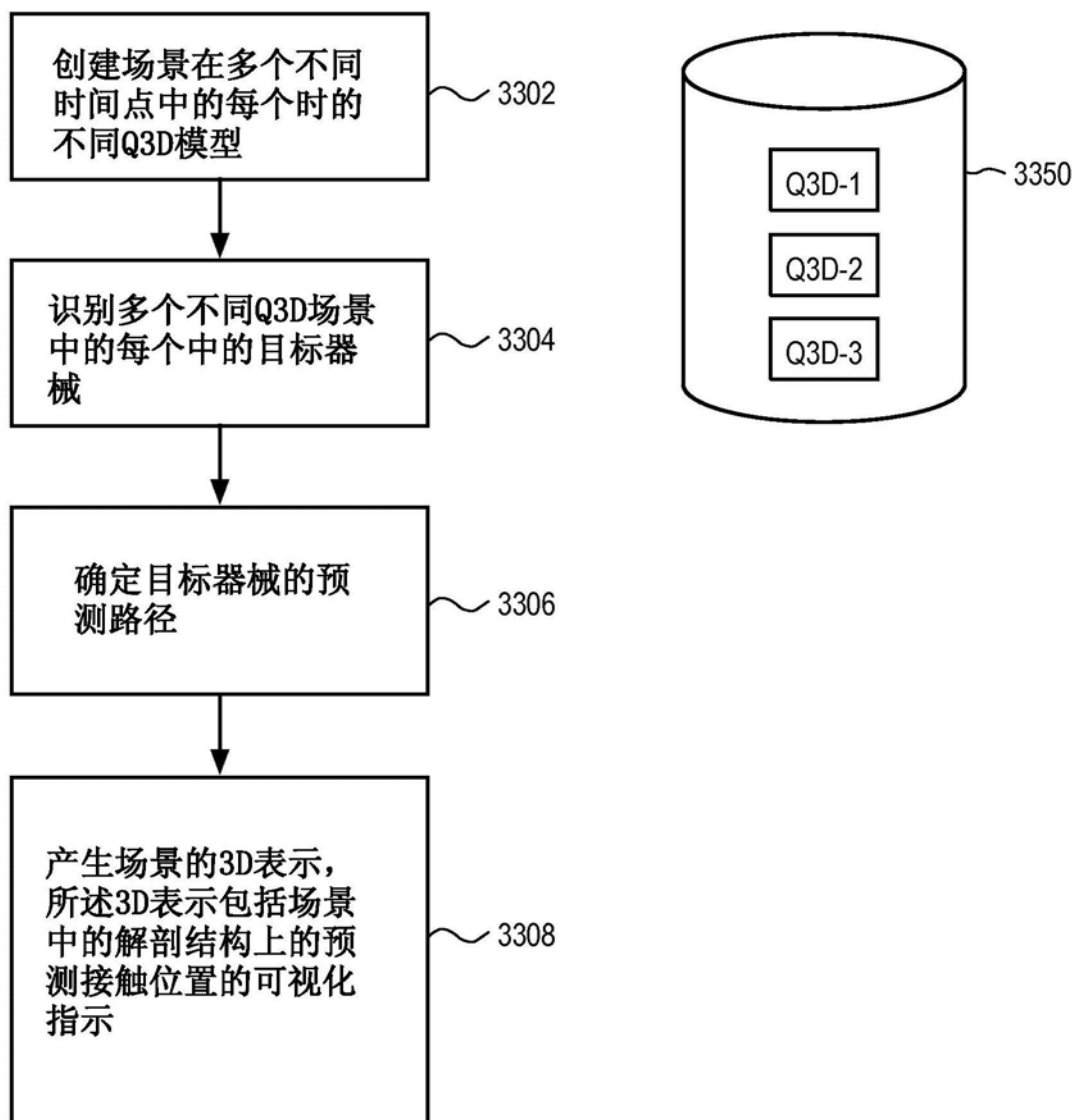 创建场景在多个不同
时间点中的每个时的
不同Q3D模型
3302
识别多个不同Q3D场景
中的每个中的目标器
械
3304
确定目标器械的预
测路径
3306
产生场景的3D表示,
所述3D表示包括场景
中的解剖结构上的预
测接触位置的可视化
指示
3308
Q3D-1
Q3D-2
Q3D-3
3350